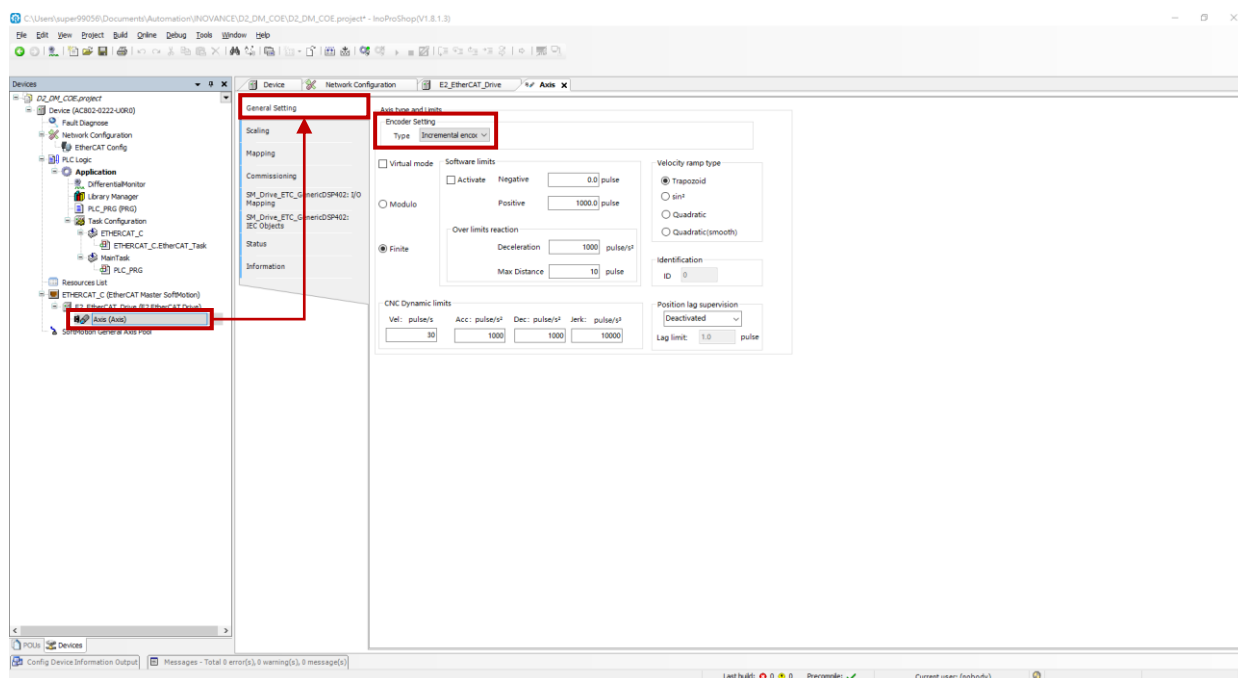 C:\Users\super99056\Documents\Automation\INOVANCE\D2_DM_COE\D2_DM_COE.project* - InoProShop(V1.8.1.3)
File Edit View Project Build Online Debug Tools Window Help
Devices
D2_DM_COE.project
Device (AC802-0222-U0R0)
Fault Diagnose
Network Configuration
EtherCAT Config
PLC Logic
Application
DifferentialMonitor
Library Manager
PLC_PRG (PRG)
Task Configuration
ETHERCAT_C
ETHERCAT_C.EtherCAT_Task
MainTask
PLC_PRG
Resources List
ETHERCAT_C (EtherCAT Master SoftMotion)
E2_EtherCAT_Drive (E2 EtherCAT Drive)
Axis (Axis)
SoftMotion General Axis Pool
POUs Devices
Device Network Configuration E2_EtherCAT_Drive Axis
General Setting
Scaling
Mapping
Commissioning
SM_Drive_ETC_GenericDSP402: I/O
Mapping
SM_Drive_ETC_GenericDSP402:
IEC Objects
Status
Information
Axis type and Limits
Encoder Setting
Type Incremental encox
Virtual mode
Modulo
Finite
Software limits
Activate Negative 0.0 pulse
Positive 1000.0 pulse
Over limits reaction
Deceleration 1000 pulse/s²
Max Distance 10 pulse
Velocity ramp type
Trapozoid
sin²
Quadratic
Quadratic(smooth)
Identification
ID 0
CNC Dynamic limits
Vel: pulse/s Acc: pulse/s² Dec: pulse/s² Jerk: pulse/s³
30 1000 1000 10000
Position lag supervision
Deactivated
Lag limit: 1.0 pulse
Config Device Information Output Messages - Total 0 error(s), 0 warning(s), 0 message(s)
Last build: 0 0 Precompile: Current user: (nobody)